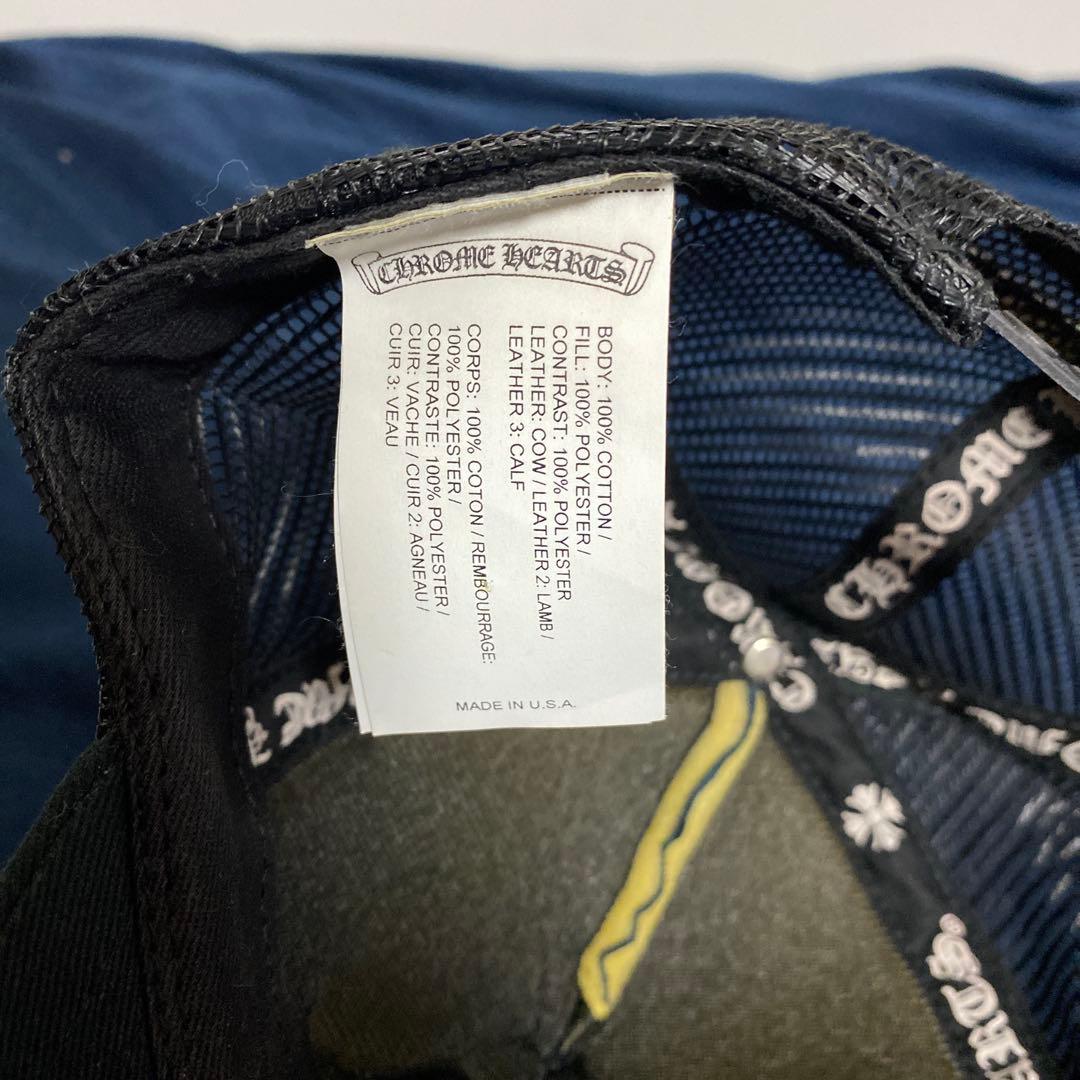 CHROME HEARTS
BODY: 100% COTTON /
FILL: 100% POLYESTER /
CONTRAST: 100% POLYESTER
LEATHER: COW / LEATHER 2: LAMB /
LEATHER 3: CALF
CORPS: 100% COTON / REMBOURRAGE:
100% POLYESTER /
CONTRASTE: 100% POLYESTER /
CUIR: VACHE / CUIR 2: AGNEAU /
CUIR 3: VEAU
MADE IN U.S.A.
CHROME